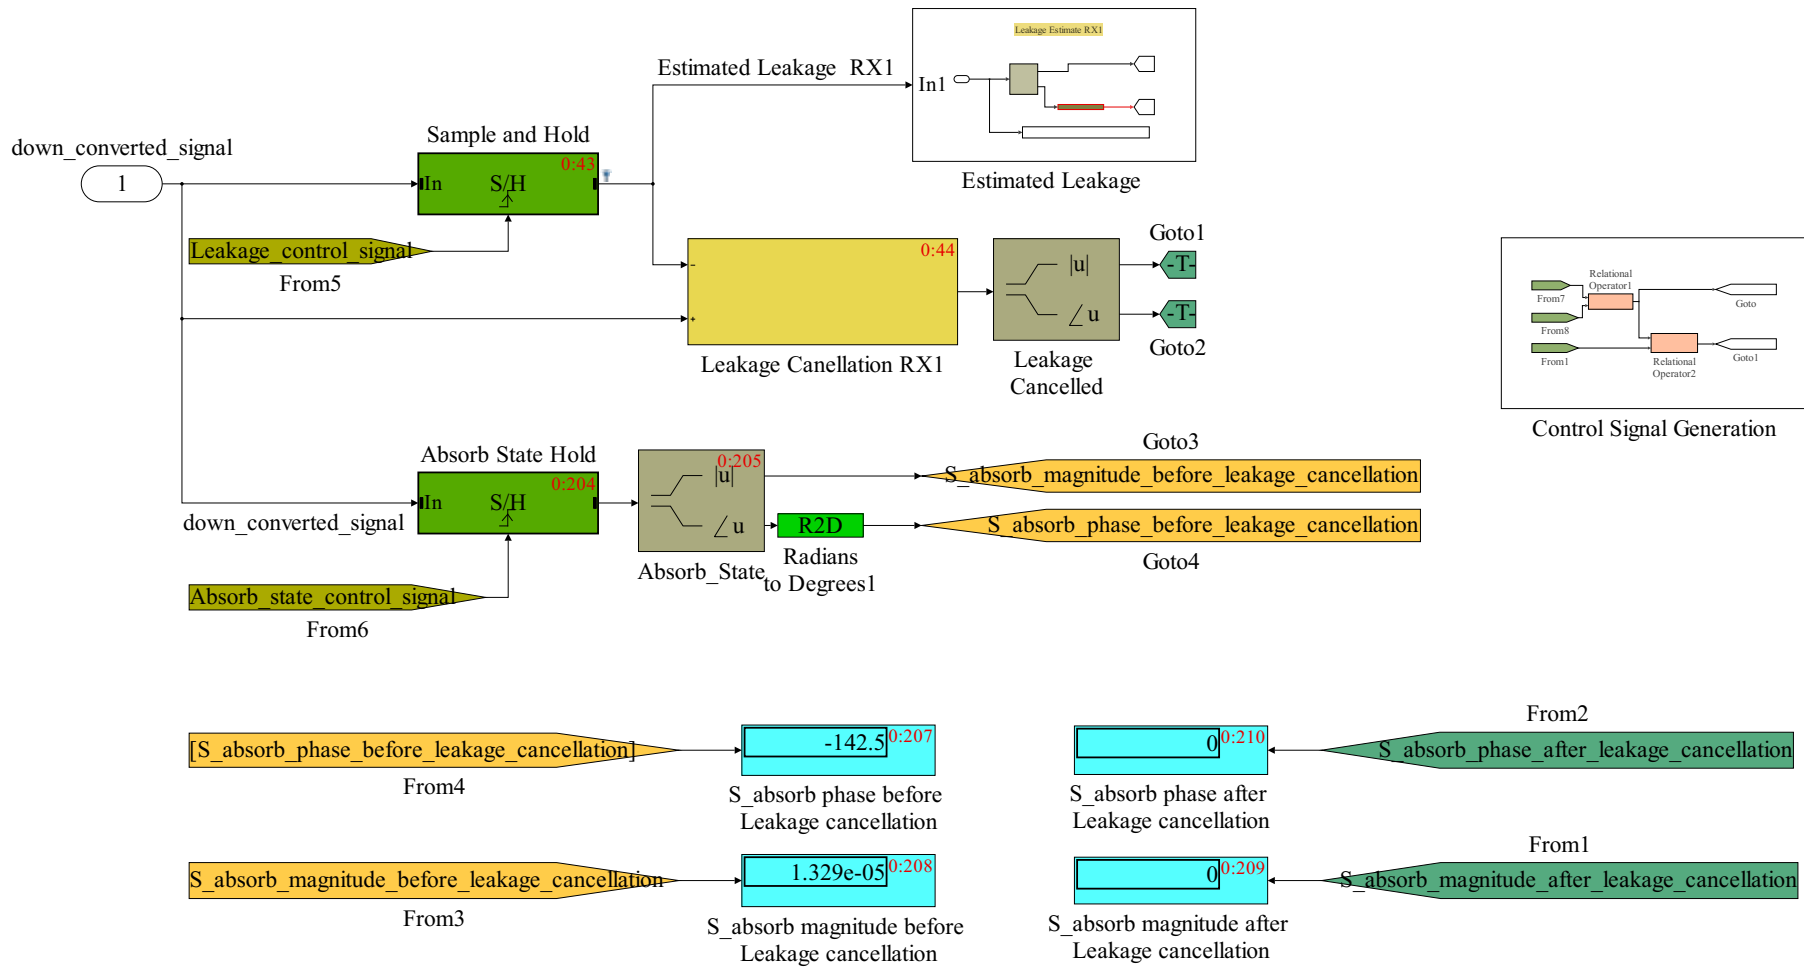 Leakage Estimate RX1
Estimated Leakage RX1
In1
Sample and Hold
down_converted_signal
0:43
1
In
S/H
Estimated Leakage
Leakage_control_signal
From5
0:44
-
+
Leakage Canellation RX1
|u|
∠u
Leakage
Cancelled
Goto1
-T-
-T-
Goto2
Relational
Operator1
From7
Goto
From8
From1
Goto1
Relational
Operator2
Control Signal Generation
Absorb State Hold
0:204
In
S/H
down_converted_signal
0:205
|u|
∠u
Absorb_State
R2D
Radians
to Degrees1
Goto3
S_absorb_magnitude_before_leakage_cancellation
S_absorb_phase_before_leakage_cancellation
Goto4
Absorb_state_control_signal
From6
[S_absorb_phase_before_leakage_cancellation]
From4
-142.5
0:207
S_absorb phase before
Leakage cancellation
0
0:210
S_absorb phase after
Leakage cancellation
From2
S_absorb_phase_after_leakage_cancellation
S_absorb_magnitude_before_leakage_cancellation
From3
1.329e-05
0:208
S_absorb magnitude before
Leakage cancellation
0
0:209
S_absorb magnitude after
Leakage cancellation
From1
S_absorb_magnitude_after_leakage_cancellation